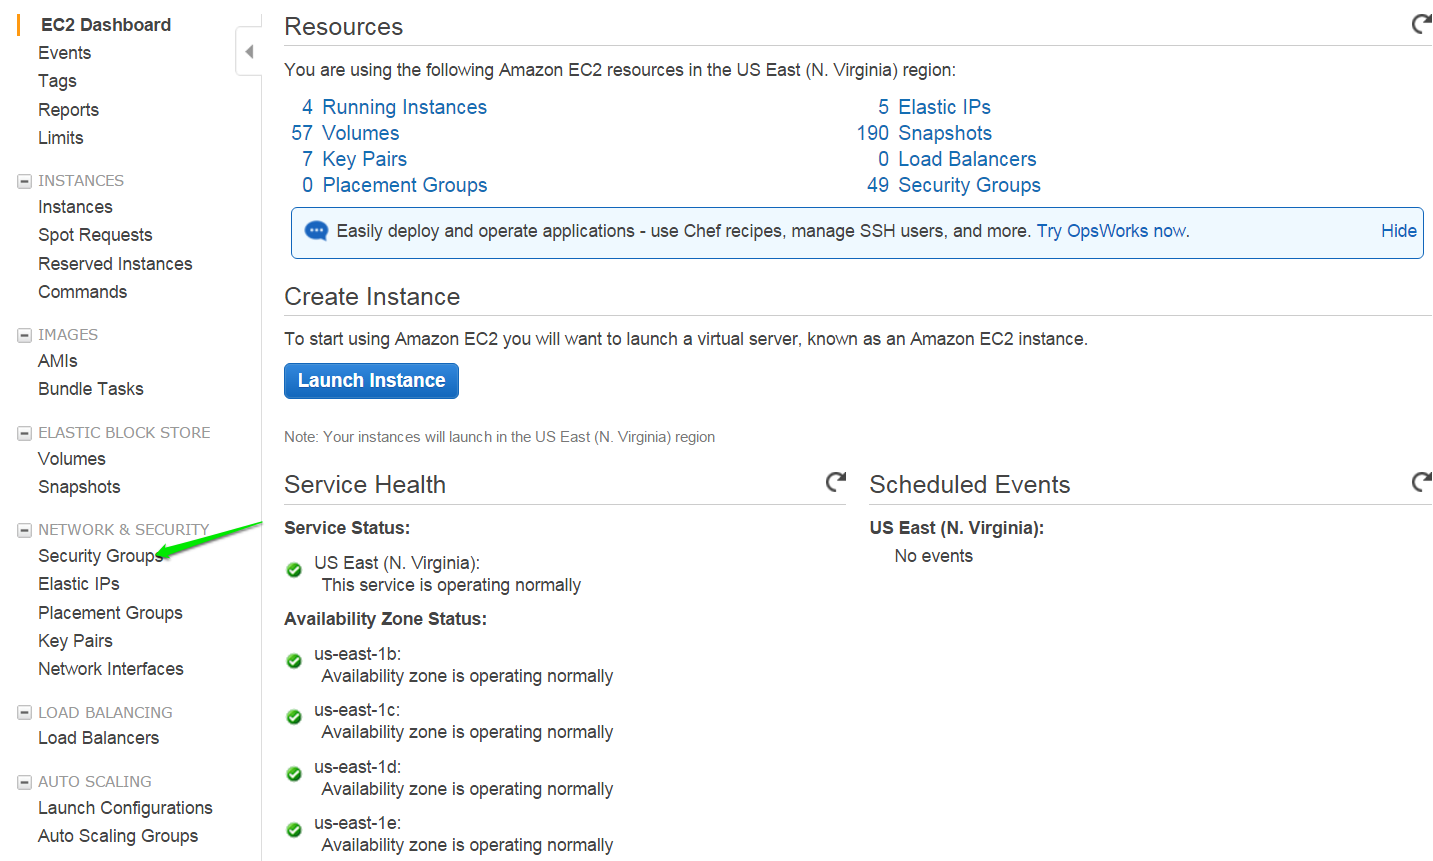 EC2 Dashboard
Events
Tags
Reports
Limits
INSTANCES
Instances
Spot Requests
Reserved Instances
Commands
IMAGES
AMIs
Bundle Tasks
ELASTIC BLOCK STORE
Volumes
Snapshots
NETWORK & SECURITY
Security Groups
Elastic IPs
Placement Groups
Key Pairs
Network Interfaces
LOAD BALANCING
Load Balancers
AUTO SCALING
Launch Configurations
Auto Scaling Groups
Resources
You are using the following Amazon EC2 resources in the US East (N. Virginia) region:
4 Running Instances
57 Volumes
7 Key Pairs
0 Placement Groups
5 Elastic IPs
190 Snapshots
0 Load Balancers
49 Security Groups
Easily deploy and operate applications - use Chef recipes, manage SSH users, and more. Try OpsWorks now. Hide
Create Instance
To start using Amazon EC2 you will want to launch a virtual server, known as an Amazon EC2 instance.
Launch Instance
Note: Your instances will launch in the US East (N. Virginia) region
Service Health
Service Status:
US East (N. Virginia):
This service is operating normally
Availability Zone Status:
us-east-1b:
Availability zone is operating normally
us-east-1c:
Availability zone is operating normally
us-east-1d:
Availability zone is operating normally
us-east-1e:
Availability zone is operating normally
Scheduled Events
US East (N. Virginia):
No events